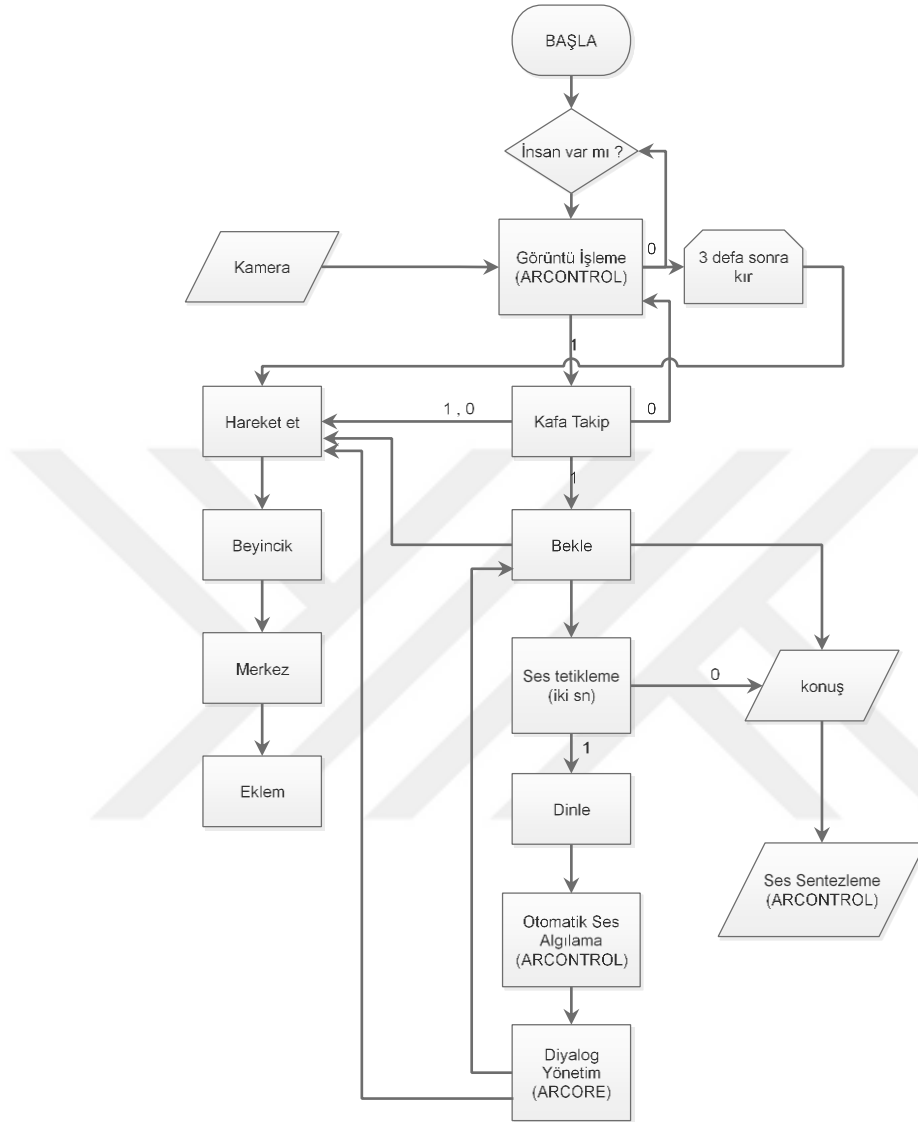 BAŞLA
İnsan var mı ?
Kamera
Görüntü İşleme
(ARCONTROL)
0
3 defa sonra
kır
1
Hareket et
1 , 0
Kafa Takip
0
1
Beyincik
Bekle
Merkez
Ses tetikleme
(iki sn)
0
konuş
1
Eklem
Dinle
Ses Sentezleme
(ARCONTROL)
Otomatik Ses
Algılama
(ARCONTROL)
Diyalog
Yönetim
(ARCORE)